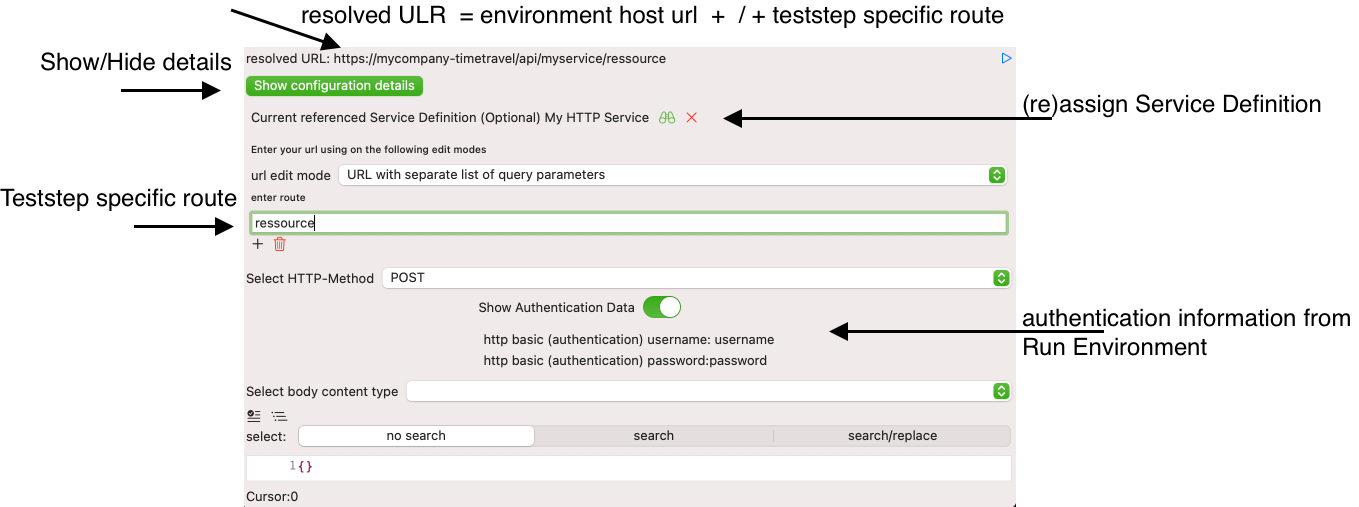 resolved ULR = environment host url + / + teststep specific route
resolved URL: https://mycompany-timetravel/api/myservice/ressource
Show/Hide details
Show configuration details
(re)assign Service Definition
Current referenced Service Definition (Optional) My HTTP Service
Enter your url using on the following edit modes
url edit mode URL with separate list of query parameters
Teststep specific route
enter route
ressource
Select HTTP-Method POST
Show Authentication Data
authentication information from
Run Environment
http basic (authentication) username: username
http basic (authentication) password:password
Select body content type
select: no search search search/replace
1 {}
Cursor:0